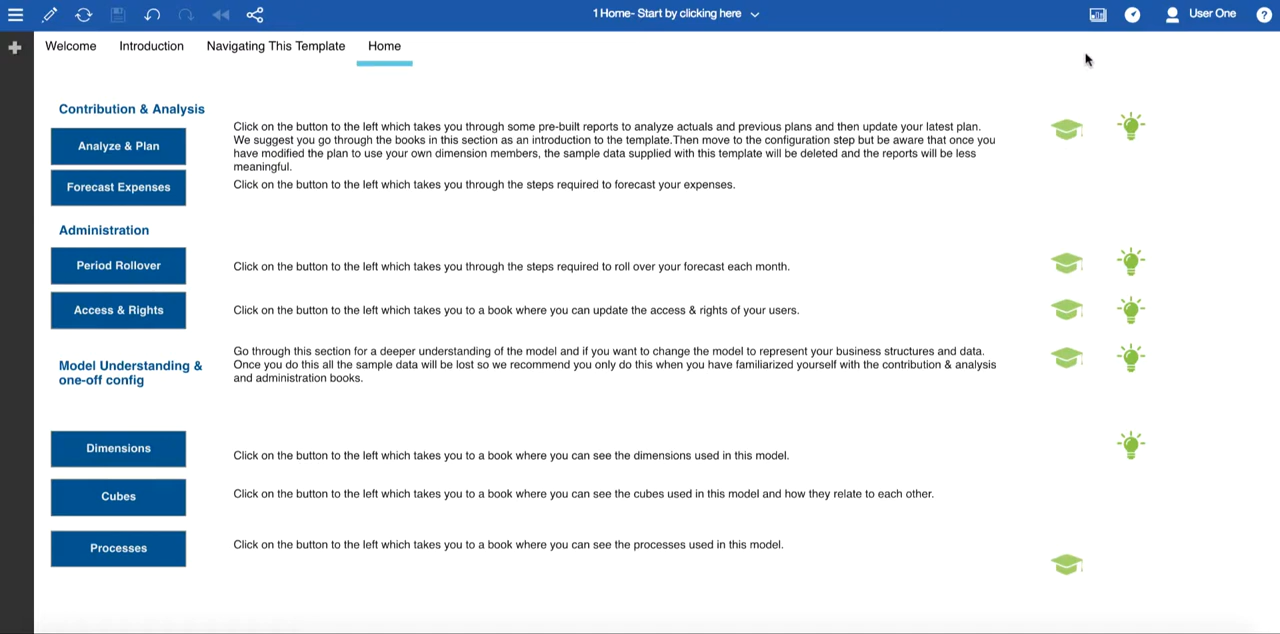 1 Home- Start by clicking here
User One
?
Welcome
Introduction
Navigating This Template
Home
Contribution & Analysis
Analyze & Plan
Click on the button to the left which takes you through some pre-built reports to analyze actuals and previous plans and then update your latest plan.
We suggest you go through the books in this section as an introduction to the template.Then move to the configuration step but be aware that once you
have modified the plan to use your own dimension members, the sample data supplied with this template will be deleted and the reports will be less
meaningful.
Forecast Expenses
Click on the button to the left which takes you through the steps required to forecast your expenses.
Administration
Period Rollover
Click on the button to the left which takes you through the steps required to roll over your forecast each month.
Access & Rights
Click on the button to the left which takes you to a book where you can update the access & rights of your users.
Model Understanding &
one-off config
Go through this section for a deeper understanding of the model and if you want to change the model to represent your business structures and data.
Once you do this all the sample data will be lost so we recommend you only do this when you have familiarized yourself with the contribution & analysis
and administration books.
Dimensions
Click on the button to the left which takes you to a book where you can see the dimensions used in this model.
Cubes
Click on the button to the left which takes you to a book where you can see the cubes used in this model and how they relate to each other.
Processes
Click on the button to the left which takes you to a book where you can see the processes used in this model.